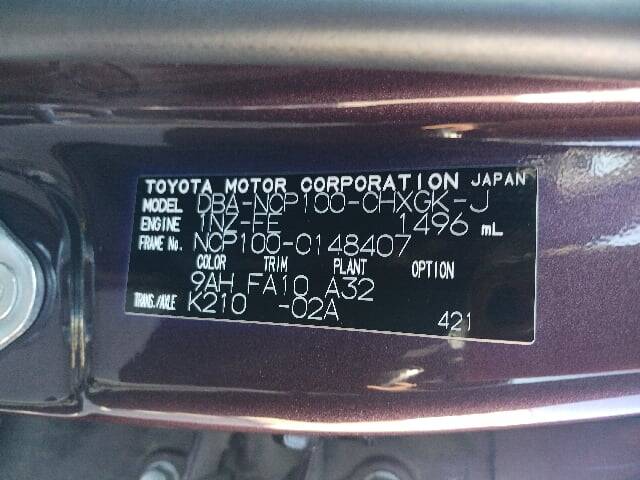 TOYOTA MOTOR CORPORATION JAPAN
MODEL DBA-NCP100-CHXGK-J
ENGINE 1NZ-FE 1496 mL
FRAME No. NCP100-0148407
COLOR TRIM PLANT OPTION
9AH FA10 A32
TRANS./AXLE K210 -02A
421